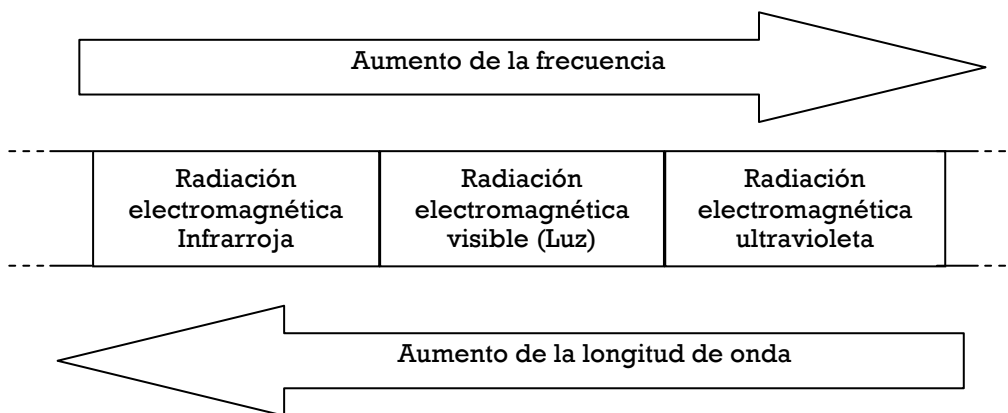 Aumento de la frecuencia
Radiación
electromagnética
Infrarroja
Radiación
electromagnética
visible (Luz)
Radiación
electromagnética
ultravioleta
Aumento de la longitud de onda